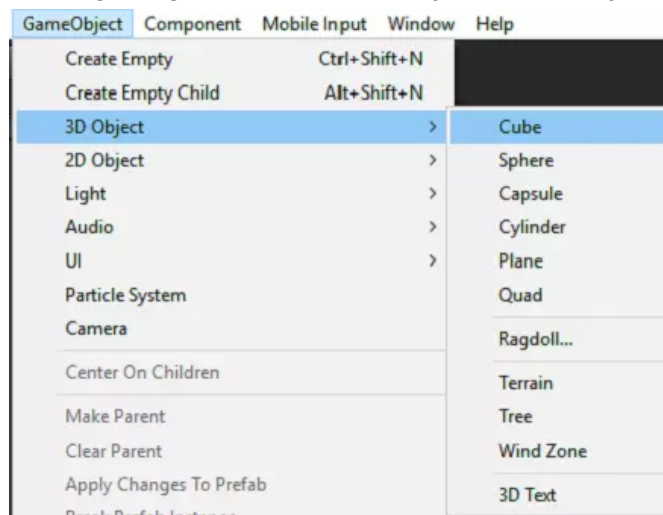 GameObject Component Mobile Input Window Help
Create Empty Ctrl+Shift+N
Create Empty Child Alt+Shift+N
3D Object > Cube
2D Object > Sphere
Light > Capsule
Audio > Cylinder
UI > Plane
Particle System Quad
Camera
Ragdoll...
Center On Children
Terrain
Make Parent Tree
Clear Parent Wind Zone
Apply Changes To Prefab
3D Text